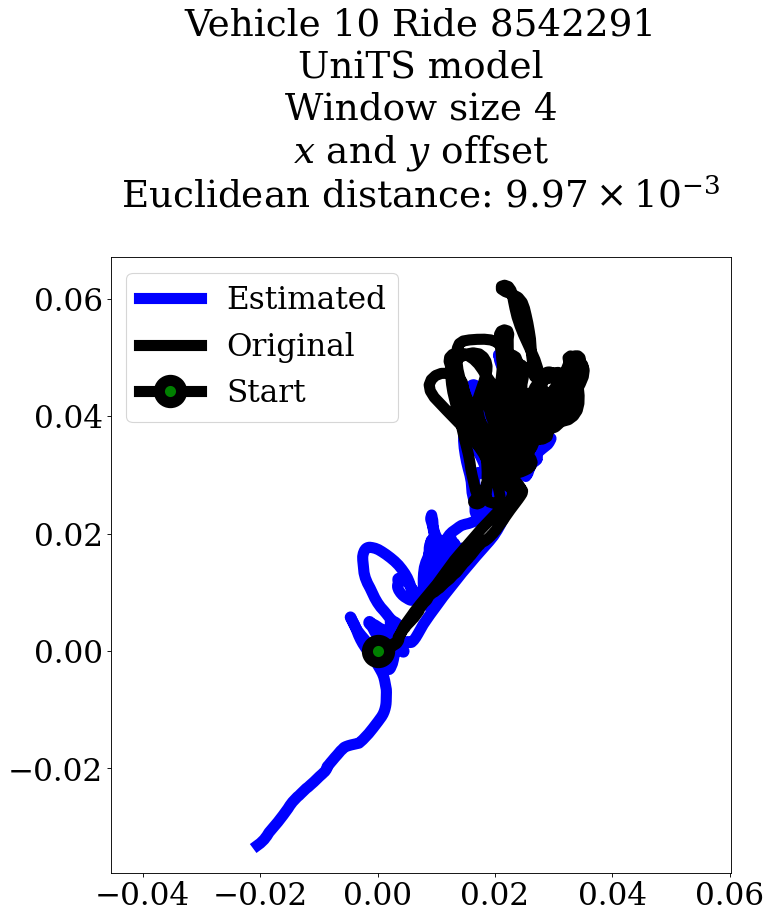 Vehicle 10 Ride 8542291
UniTS model
Window size 4
x and y offset
Euclidean distance: 9.97 × 10⁻³
Estimated
Original
Start
0.06
0.04
0.02
0.00
−0.02
−0.04 −0.02 0.00 0.02 0.04 0.06